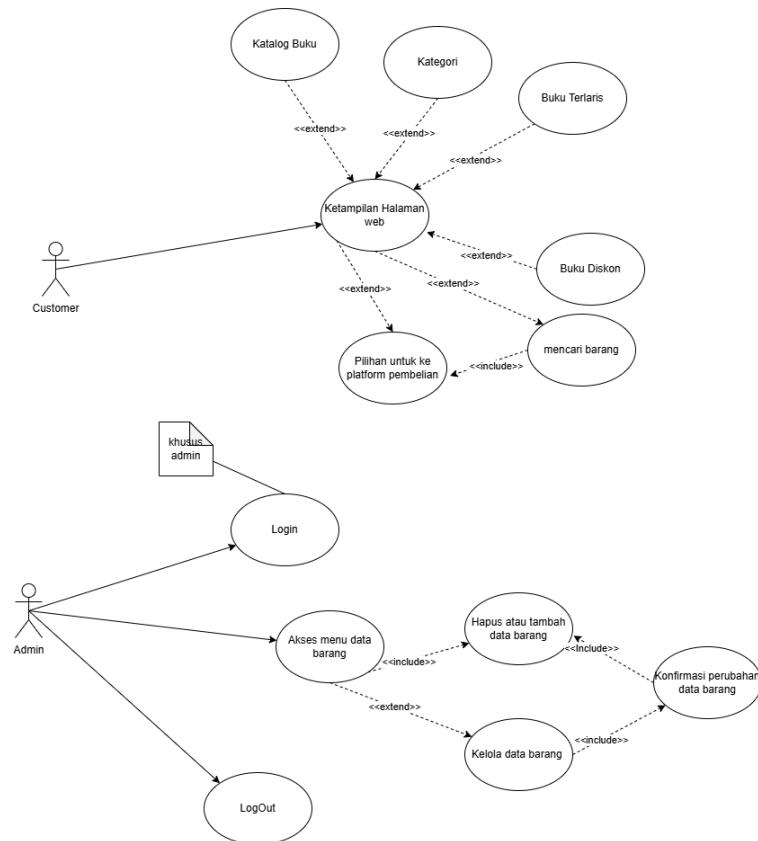 Katalog Buku
Kategori
Buku Terlaris
<<extend>>
<<extend>>
<<extend>>
Ketampilan Halaman
web
Customer
<<extend>>
Buku Diskon
<<extend>>
<<extend>>
Pilihan untuk ke
platform pembelian
<<include>>
mencari barang
khusus
admin
Login
Admin
Akses menu data
barang
<<include>>
Hapus atau tambah
data barang
<<Include>>
Konfirmasi perubahan
data barang
<<extend>>
Kelola data barang
<<include>>
LogOut